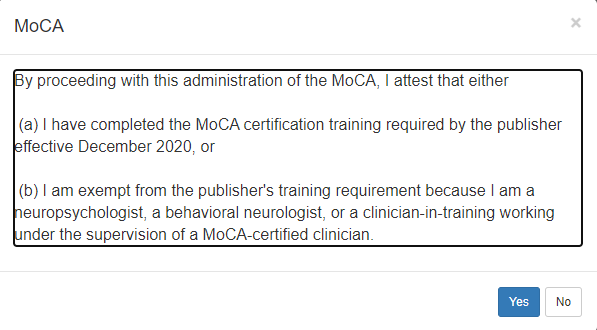 MoCA
×
By proceeding with this administration of the MoCA, I attest that either
(a) I have completed the MoCA certification training required by the publisher
effective December 2020, or
(b) I am exempt from the publisher's training requirement because I am a
neuropsychologist, a behavioral neurologist, or a clinician-in-training working
under the supervision of a MoCA-certified clinician.
Yes No